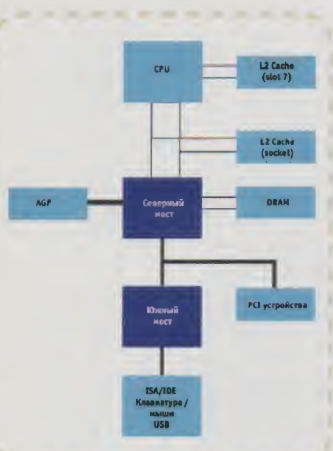 CPU
L2 Cache
(slot 7)
L2 Cache
(socket)
AGP
Северный
мост
DRAM
Южный
мост
PCI устройства
ISA/IDE
Клавиатура /
мыши
USB